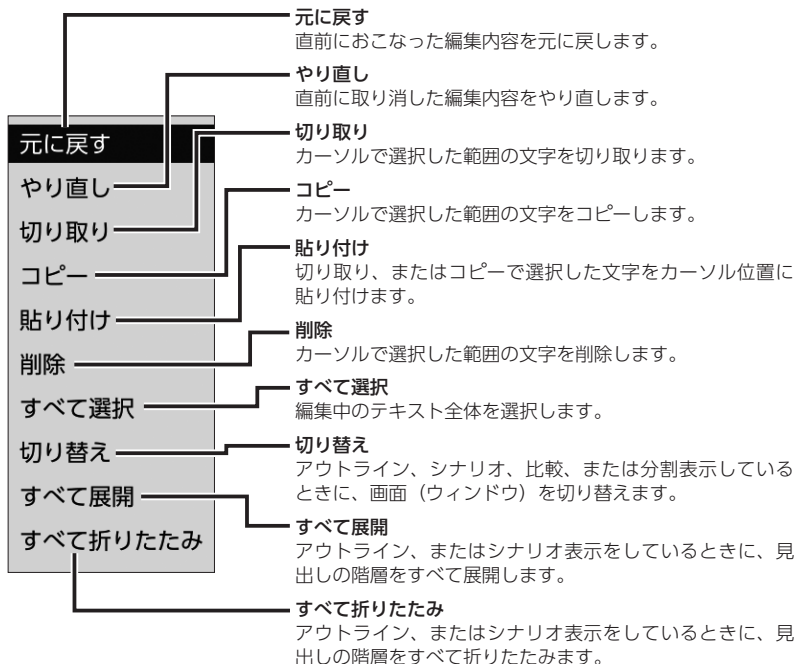 元に戻す
やり直し
切り取り
コピー
貼り付け
削除
すべて選択
切り替え
すべて展開
すべて折りたたみ
元に戻す
直前におこなった編集内容を元に戻します。
やり直し
直前に取り消した編集内容をやり直します。
切り取り
カーソルで選択した範囲の文字を切り取ります。
コピー
カーソルで選択した範囲の文字をコピーします。
貼り付け
切り取り、またはコピーで選択した文字をカーソル位置に
貼り付けます。
削除
カーソルで選択した範囲の文字を削除します。
すべて選択
編集中のテキスト全体を選択します。
切り替え
アウトライン、シナリオ、比較、または分割表示している
ときに、画面（ウィンドウ）を切り替えます。
すべて展開
アウトライン、またはシナリオ表示をしているときに、見
出しの階層をすべて展開します。
すべて折りたたみ
アウトライン、またはシナリオ表示をしているときに、見
出しの階層をすべて折りたたみます。